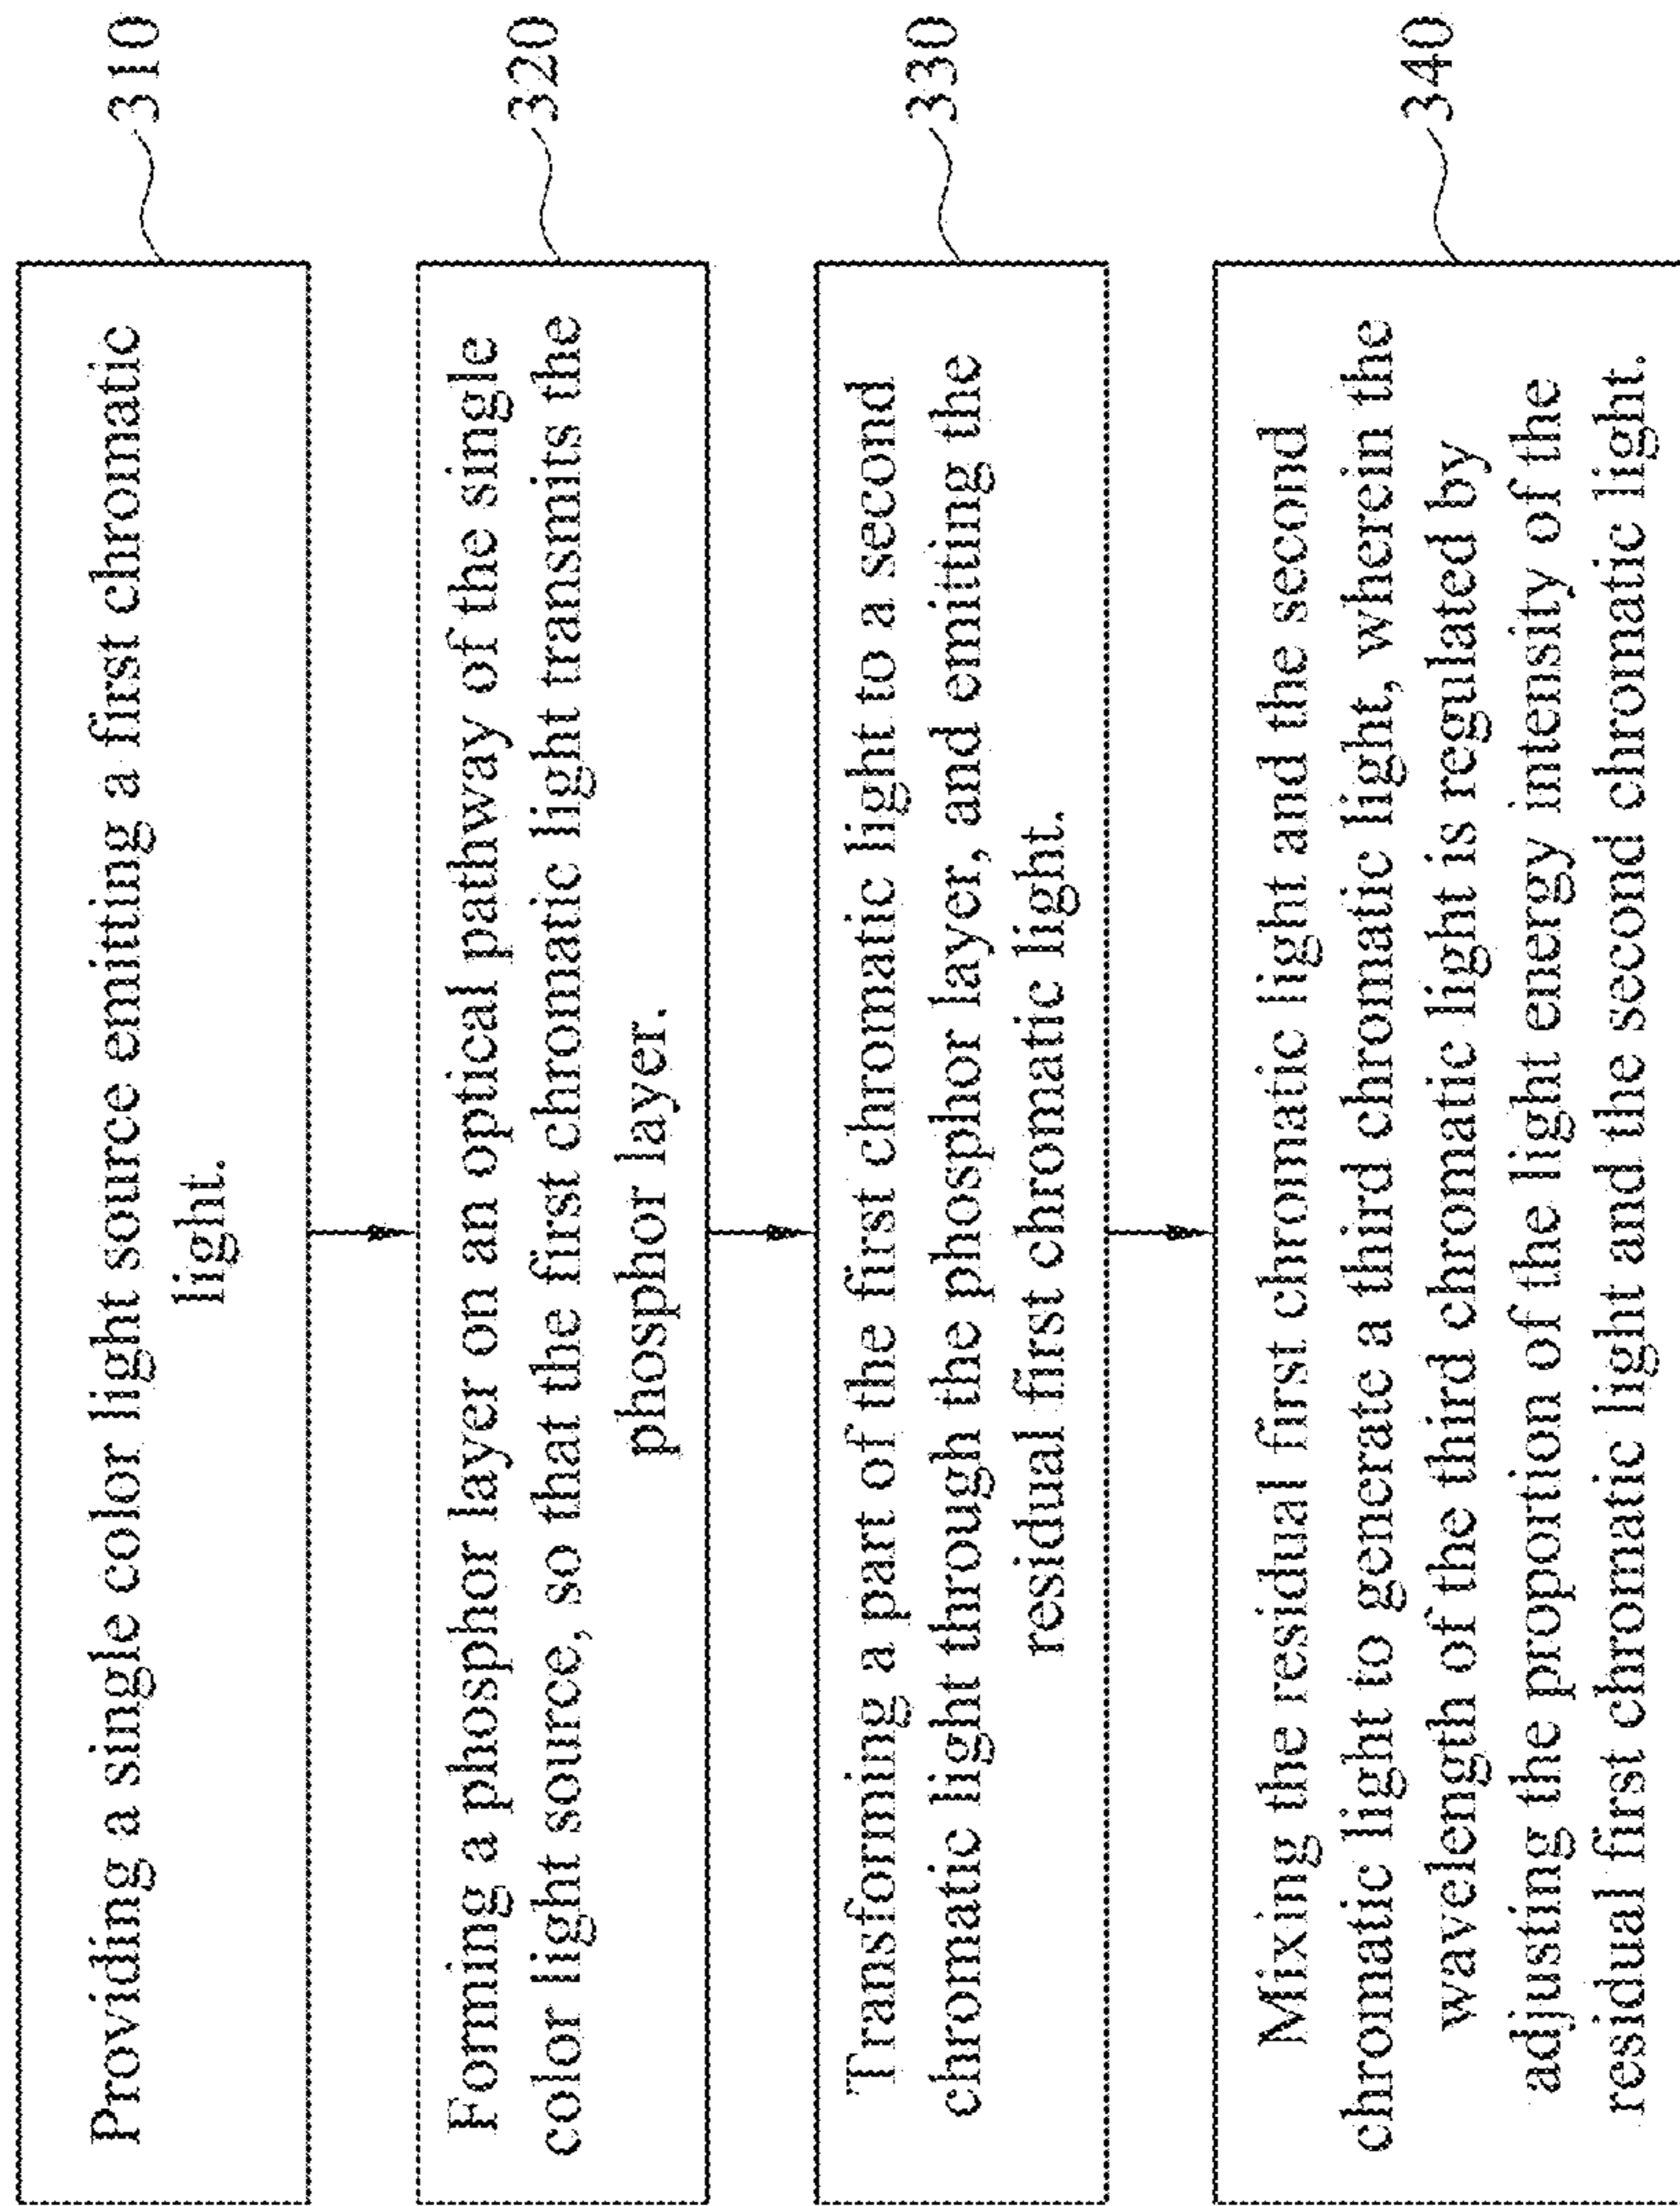 Providing a single color light source emitting a first chromatic
light.
310
Forming a phosphor layer on an optical pathway of the single
color light source, so that the first chromatic light transmits the
phosphor layer.
320
Transforming a part of the first chromatic light to a second
chromatic light through the phosphor layer, and emitting the
residual first chromatic light.
330
Mixing the residual first chromatic light and the second
chromatic light to generate a third chromatic light, wherein the
wavelength of the third chromatic light is regulated by
adjusting the proportion of the light energy intensity of the
residual first chromatic light and the second chromatic light.
340